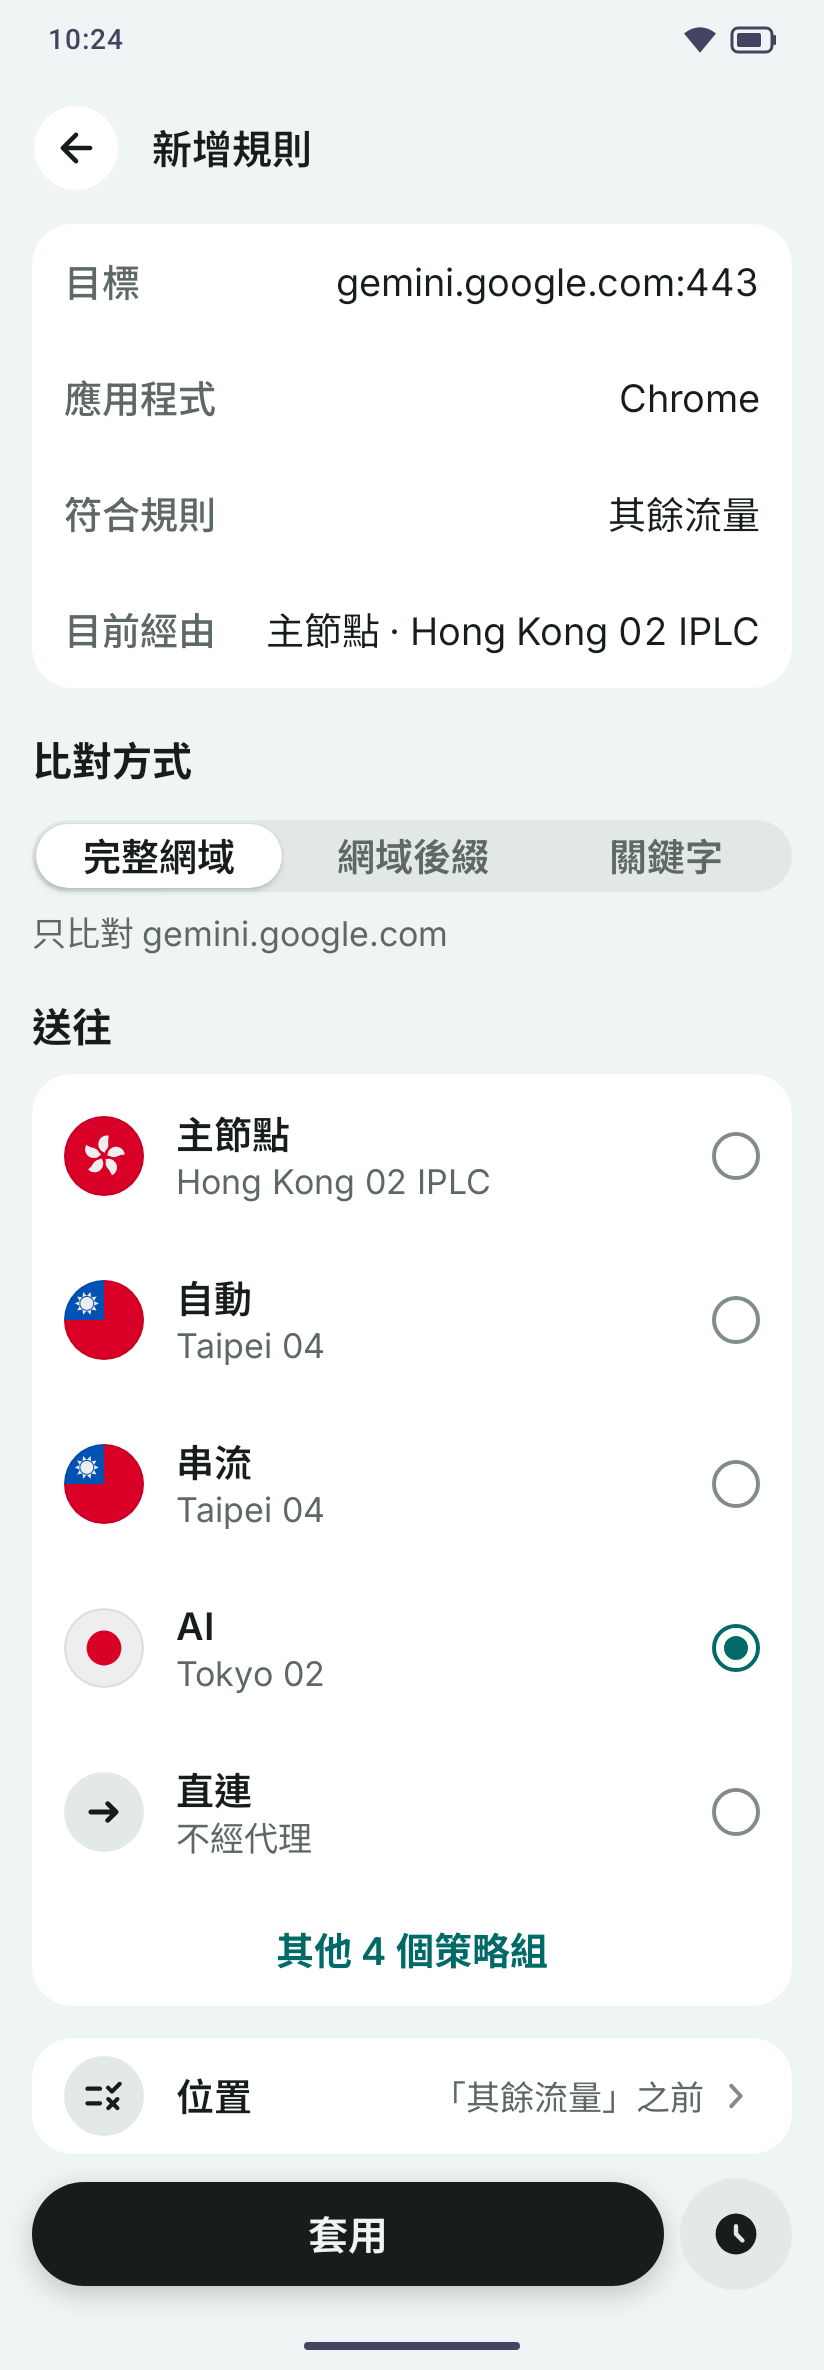 10:24
新增規則
目標 gemini.google.com:443
應用程式 Chrome
符合規則 其餘流量
目前經由 主節點 · Hong Kong 02 IPLC
比對方式
完整網域 網域後綴 關鍵字
只比對 gemini.google.com
送往
主節點
Hong Kong 02 IPLC
自動
Taipei 04
串流
Taipei 04
AI
Tokyo 02
直連
不經代理
其他 4 個策略組
位置 「其餘流量」之前
套用